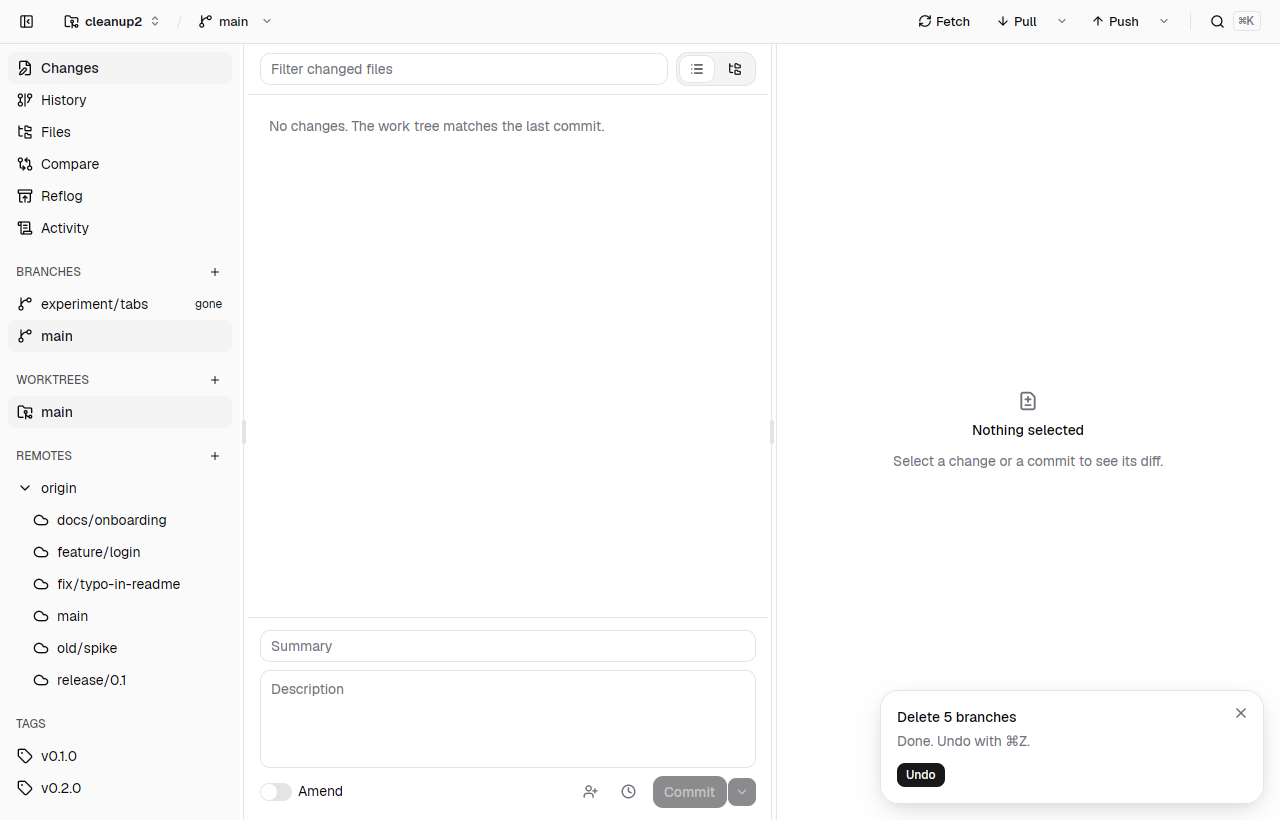 cleanup2 / main
Fetch
Pull
Push
⌘K
Changes
History
Files
Compare
Reflog
Activity
BRANCHES
experiment/tabs gone
main
WORKTREES
main
REMOTES
origin
docs/onboarding
feature/login
fix/typo-in-readme
main
old/spike
release/0.1
TAGS
v0.1.0
v0.2.0
Filter changed files
No changes. The work tree matches the last commit.
Summary
Description
Amend
Commit
Nothing selected
Select a change or a commit to see its diff.
Delete 5 branches
Done. Undo with ⌘Z.
Undo